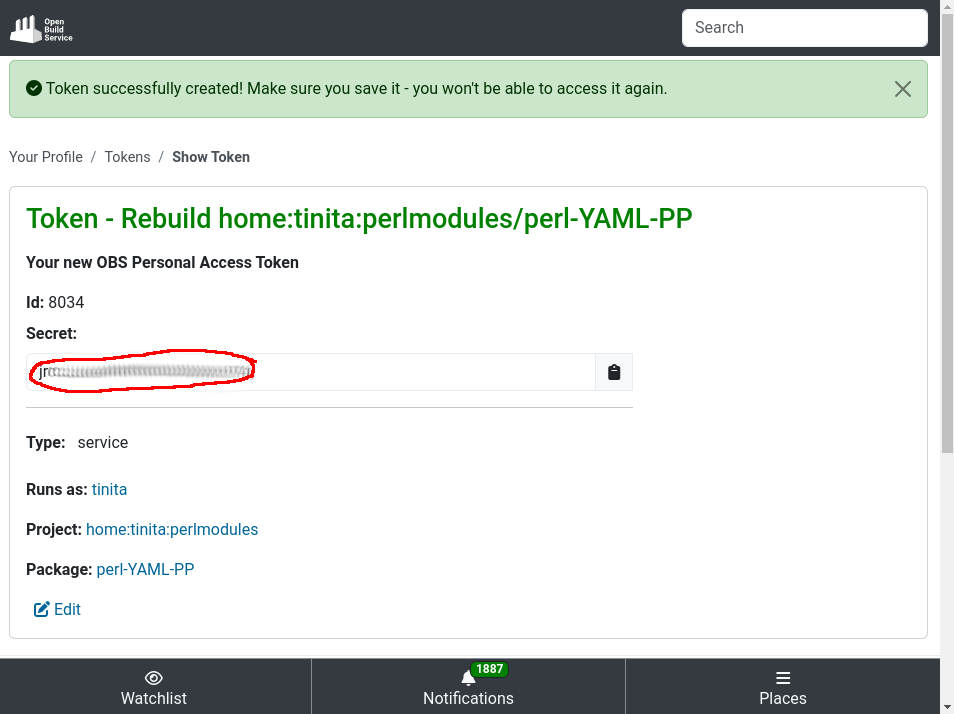 Open
Build
Service
Search
Token successfully created! Make sure you save it - you won't be able to access it again.
Your Profile / Tokens / Show Token
Token - Rebuild home:tinita:perlmodules/perl-YAML-PP
Your new OBS Personal Access Token
Id: 8034
Secret:
Type: service
Runs as: tinita
Project: home:tinita:perlmodules
Package: perl-YAML-PP
Edit
1887
Watchlist
Notifications
Places